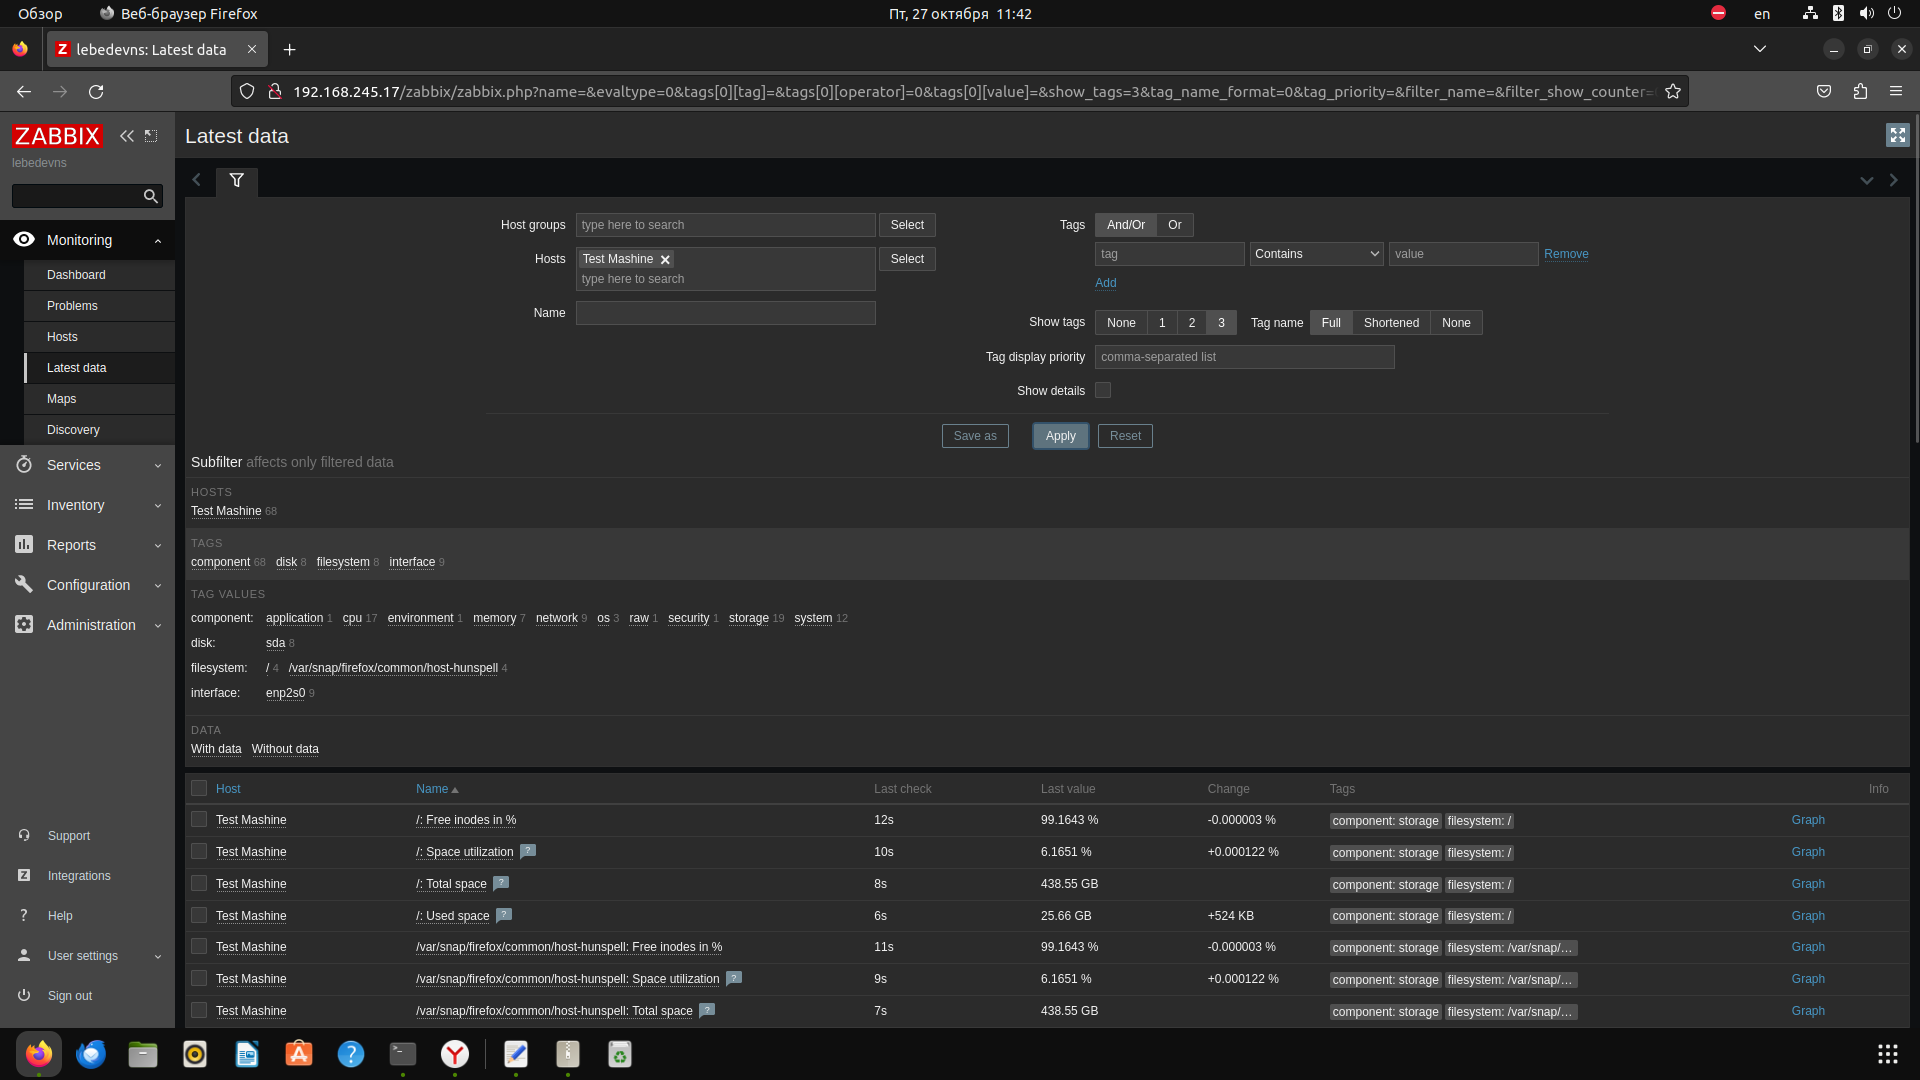 Обзор Веб-браузер Firefox Пт, 27 октября 11:42 en
Z lebedevns: Latest data
192.168.245.17/zabbix/zabbix.php?name=&evaltype=0&tags[0][tag]=&tags[0][operator]=0&tags[0][value]=&show_tags=3&tag_name_format=0&tag_priority=&filter_name=&filter_show_counter=
ZABBIX
lebedevns
Monitoring
Dashboard
Problems
Hosts
Latest data
Maps
Discovery
Services
Inventory
Reports
Configuration
Administration
Support
Z Integrations
? Help
User settings
Sign out
Latest data
Host groups type here to search Select
Hosts Test Mashine Select
type here to search
Name
Tags And/Or Or
tag Contains value Remove
Add
Show tags None 1 2 3 Tag name Full Shortened None
Tag display priority comma-separated list
Show details
Save as Apply Reset
Subfilter affects only filtered data
HOSTS
Test Mashine 68
TAGS
component 68 disk 8 filesystem 8 interface 9
TAG VALUES
component: application 1 cpu 17 environment 1 memory 7 network 9 os 3 raw 1 security 1 storage 19 system 12
disk: sda 8
filesystem: / 4 /var/snap/firefox/common/host-hunspell 4
interface: enp2s0 9
DATA
With data Without data
Host Name Last check Last value Change Tags Info
Test Mashine /: Free inodes in % 12s 99.1643 % -0.000003 % component: storage filesystem: / Graph
Test Mashine /: Space utilization ? 10s 6.1651 % +0.000122 % component: storage filesystem: / Graph
Test Mashine /: Total space ? 8s 438.55 GB component: storage filesystem: / Graph
Test Mashine /: Used space ? 6s 25.66 GB +524 KB component: storage filesystem: / Graph
Test Mashine /var/snap/firefox/common/host-hunspell: Free inodes in % 11s 99.1643 % -0.000003 % component: storage filesystem: /var/snap/... Graph
Test Mashine /var/snap/firefox/common/host-hunspell: Space utilization ? 9s 6.1651 % +0.000122 % component: storage filesystem: /var/snap/... Graph
Test Mashine /var/snap/firefox/common/host-hunspell: Total space ? 7s 438.55 GB component: storage filesystem: /var/snap/... Graph